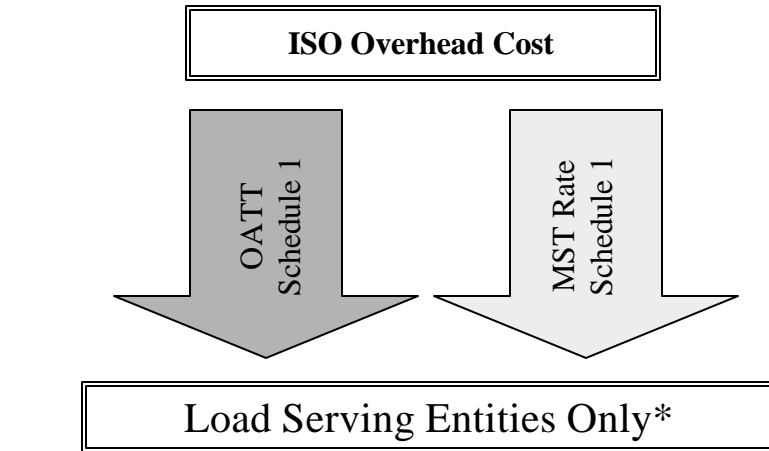 ISO Overhead Cost
OATT
Schedule 1
MST Rate
Schedule 1
Load Serving Entities Only*